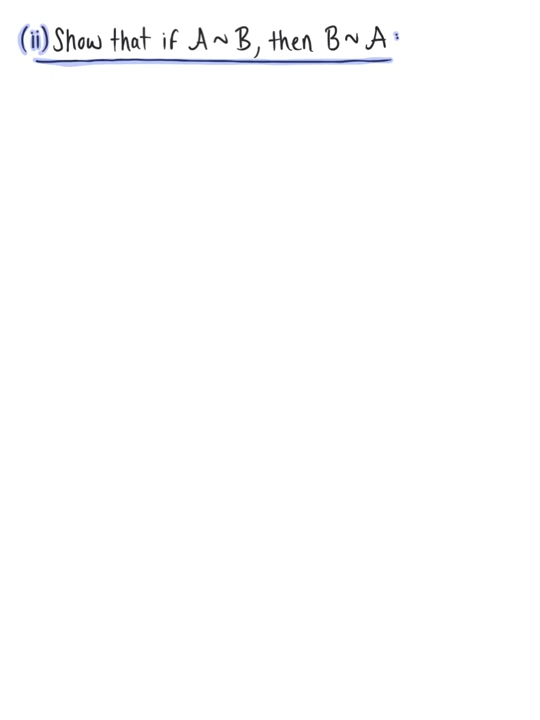 (ii) Show that if A ~ B, then B ~ A :